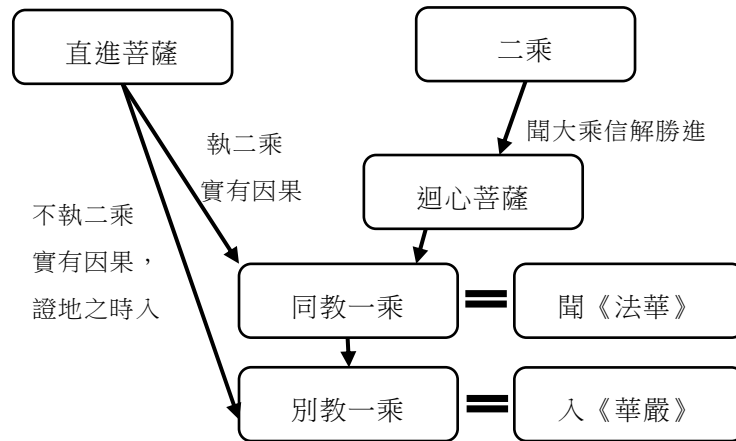 直進菩薩
二乘
聞大乘信解勝進
執二乘
實有因果
迴心菩薩
不執二乘
實有因果，
證地之時入
同教一乘
聞《法華》
別教一乘
入《華嚴》